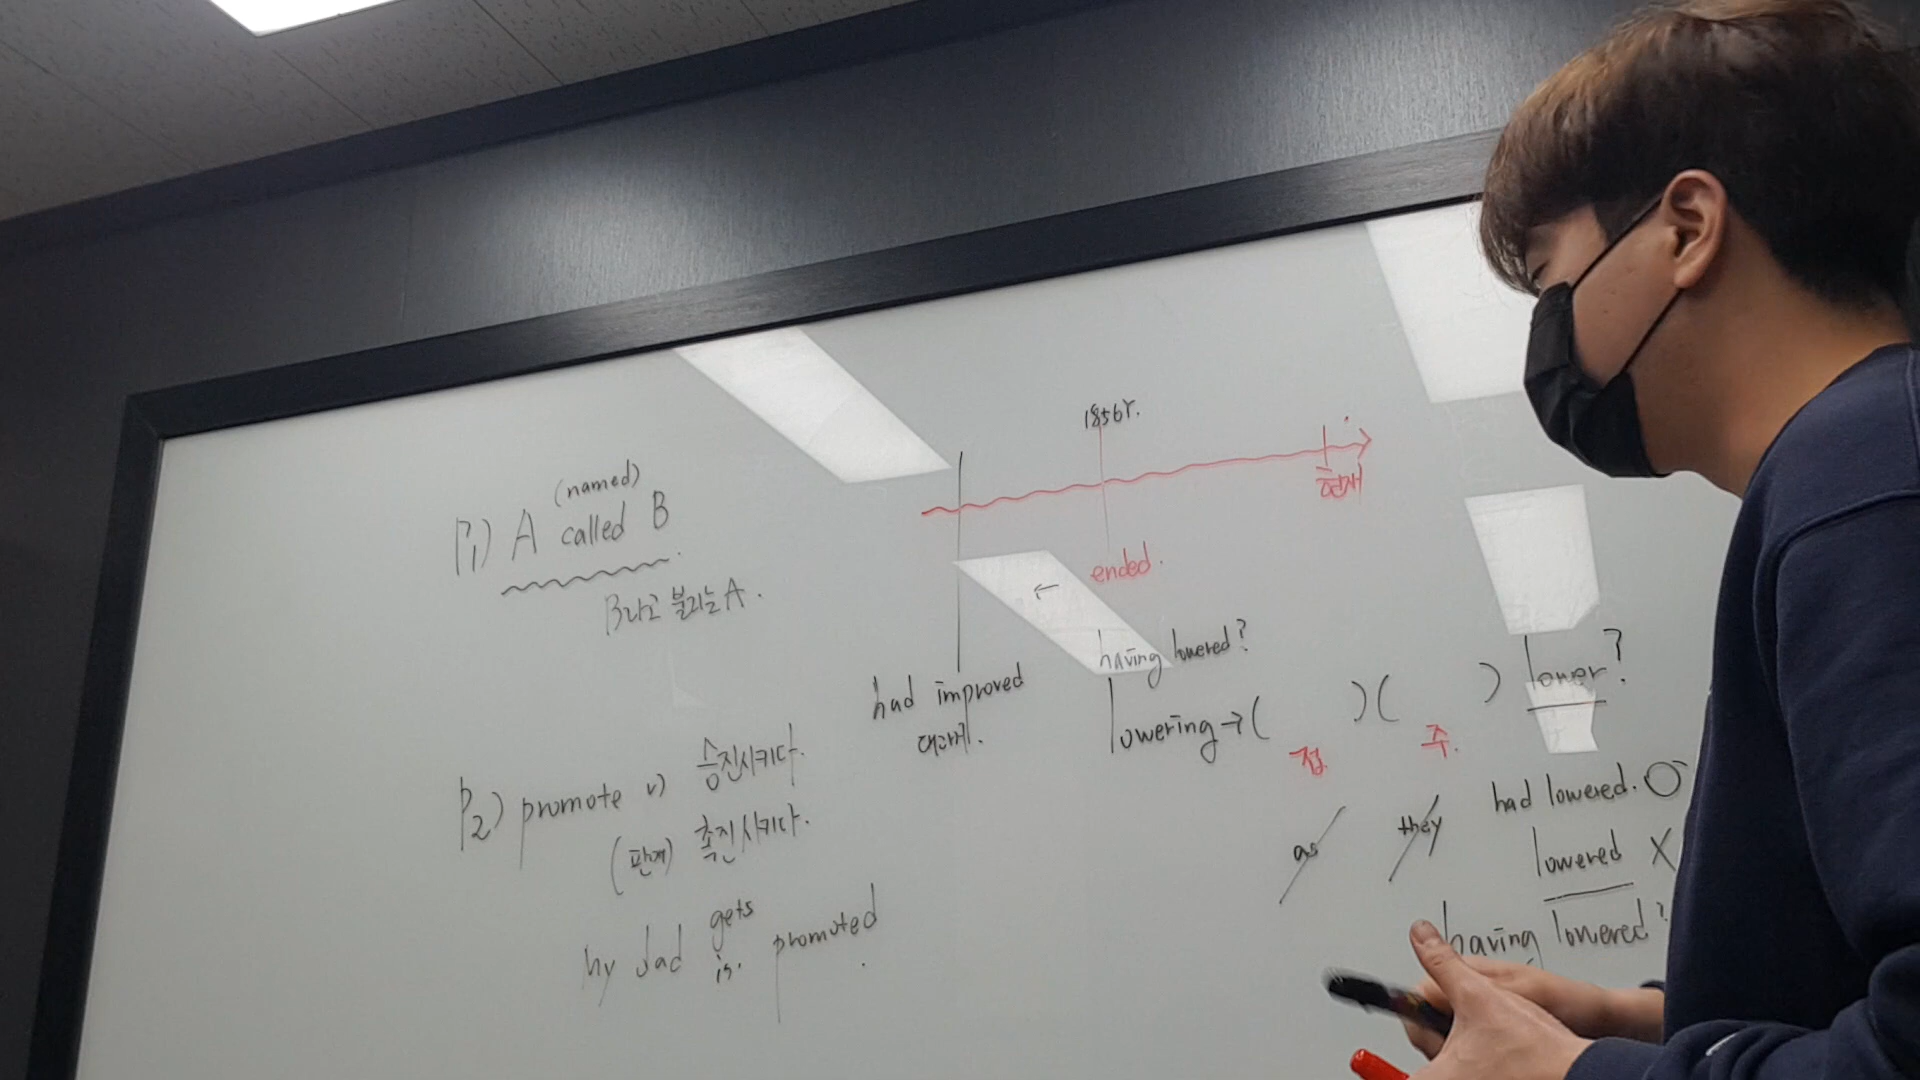 (named)
P1) A called B
B라고 불리는 A.
P2) promote v) 승진시키다.
(판매) 촉진시키다.
my dad gets promoted
is.
1856Y.
현재
ended.
←
had improved
대과거.
having lowered?
lowering → ( ) ( ) lower?
접. 주.
as they had lowered. O
lowered X
having lowered?